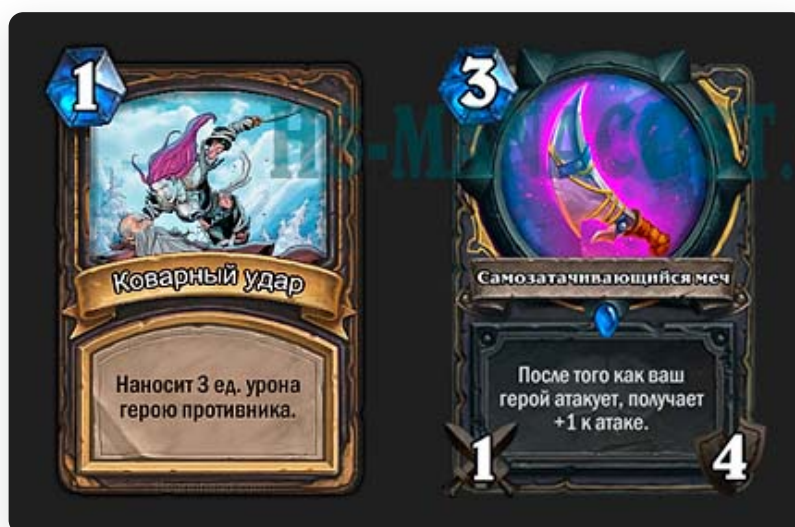 1
Коварный удар
Наносит 3 ед. урона
герою противника.
3
Самозатачивающийся меч
После того как ваш
герой атакует, получает
+1 к атаке.
1
4